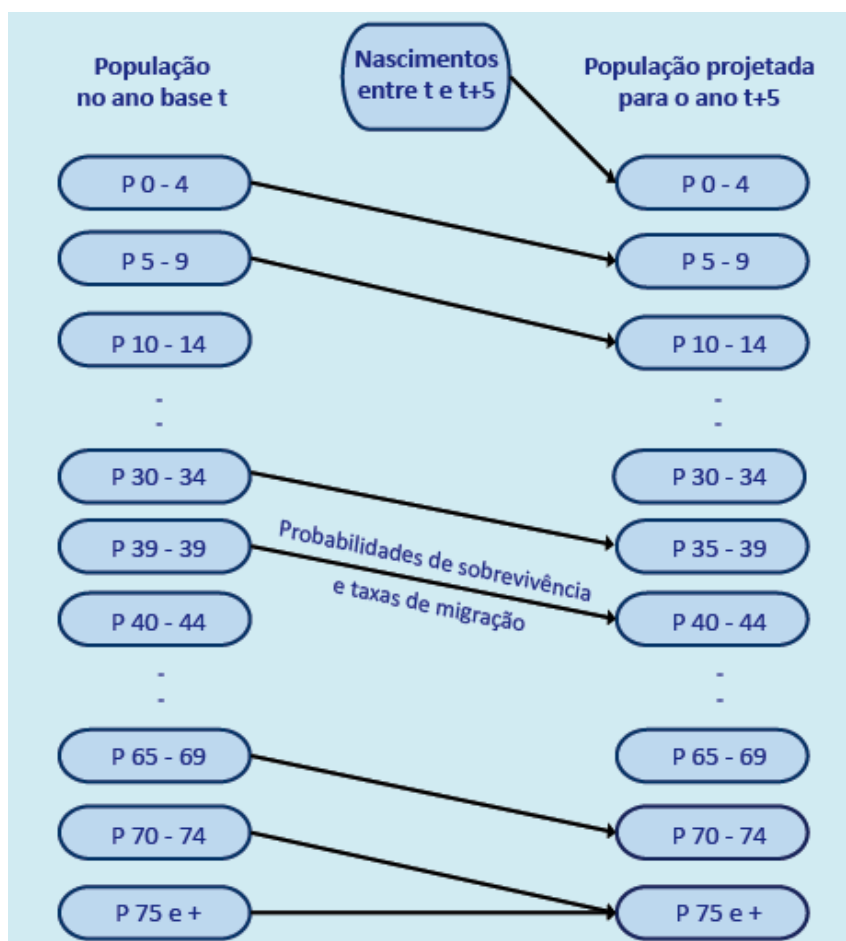 População
no ano base t
Nascimentos
entre t e t+5
População projetada
para o ano t+5
P 0 - 4
P 0 - 4
P 5 - 9
P 5 - 9
P 10 - 14
P 10 - 14
-
-
-
-
P 30 - 34
P 30 - 34
P 39 - 39
P 35 - 39
Probabilidades de sobrevivência
e taxas de migração
P 40 - 44
P 40 - 44
-
-
-
-
P 65 - 69
P 65 - 69
P 70 - 74
P 70 - 74
P 75 e +
P 75 e +